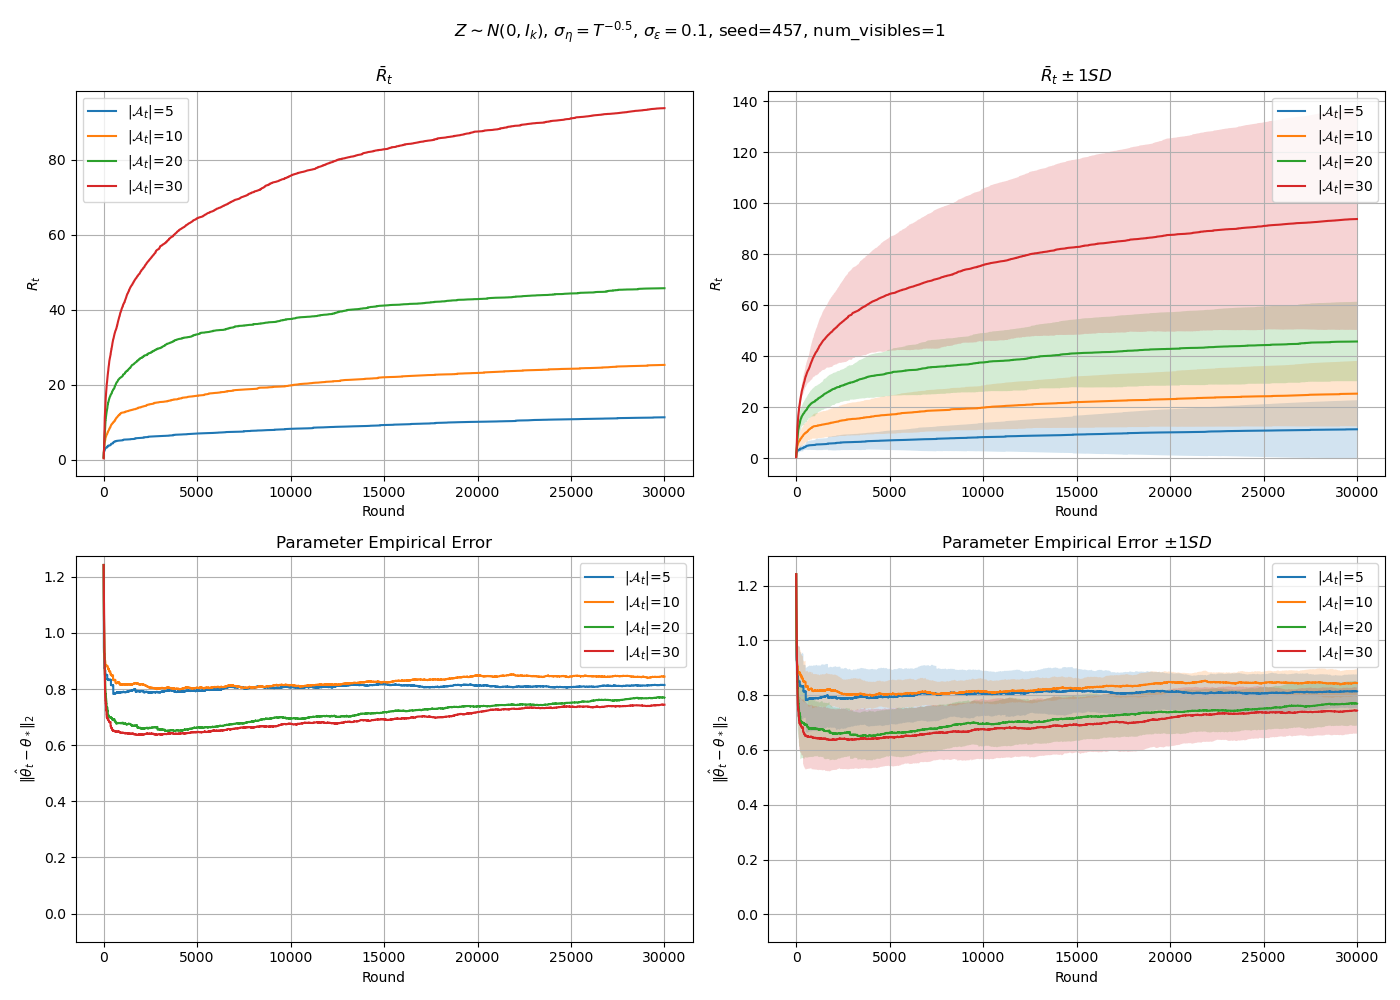 Z ∼ N(0, I_k), σ_η = T^{−0.5}, σ_ε = 0.1, seed=457, num_visibles=1
R̄_t
R_t
80
60
40
20
0
|𝒜_t|=5
|𝒜_t|=10
|𝒜_t|=20
|𝒜_t|=30
0 5000 10000 15000 20000 25000 30000
Round
R̄_t ± 1SD
R_t
140
120
100
80
60
40
20
0
|𝒜_t|=5
|𝒜_t|=10
|𝒜_t|=20
|𝒜_t|=30
0 5000 10000 15000 20000 25000 30000
Round
Parameter Empirical Error
‖θ̂_t − θ_*‖_2
1.2
1.0
0.8
0.6
0.4
0.2
0.0
|𝒜_t|=5
|𝒜_t|=10
|𝒜_t|=20
|𝒜_t|=30
0 5000 10000 15000 20000 25000 30000
Round
Parameter Empirical Error ±1SD
‖θ̂_t − θ_*‖_2
1.2
1.0
0.8
0.6
0.4
0.2
0.0
|𝒜_t|=5
|𝒜_t|=10
|𝒜_t|=20
|𝒜_t|=30
0 5000 10000 15000 20000 25000 30000
Round